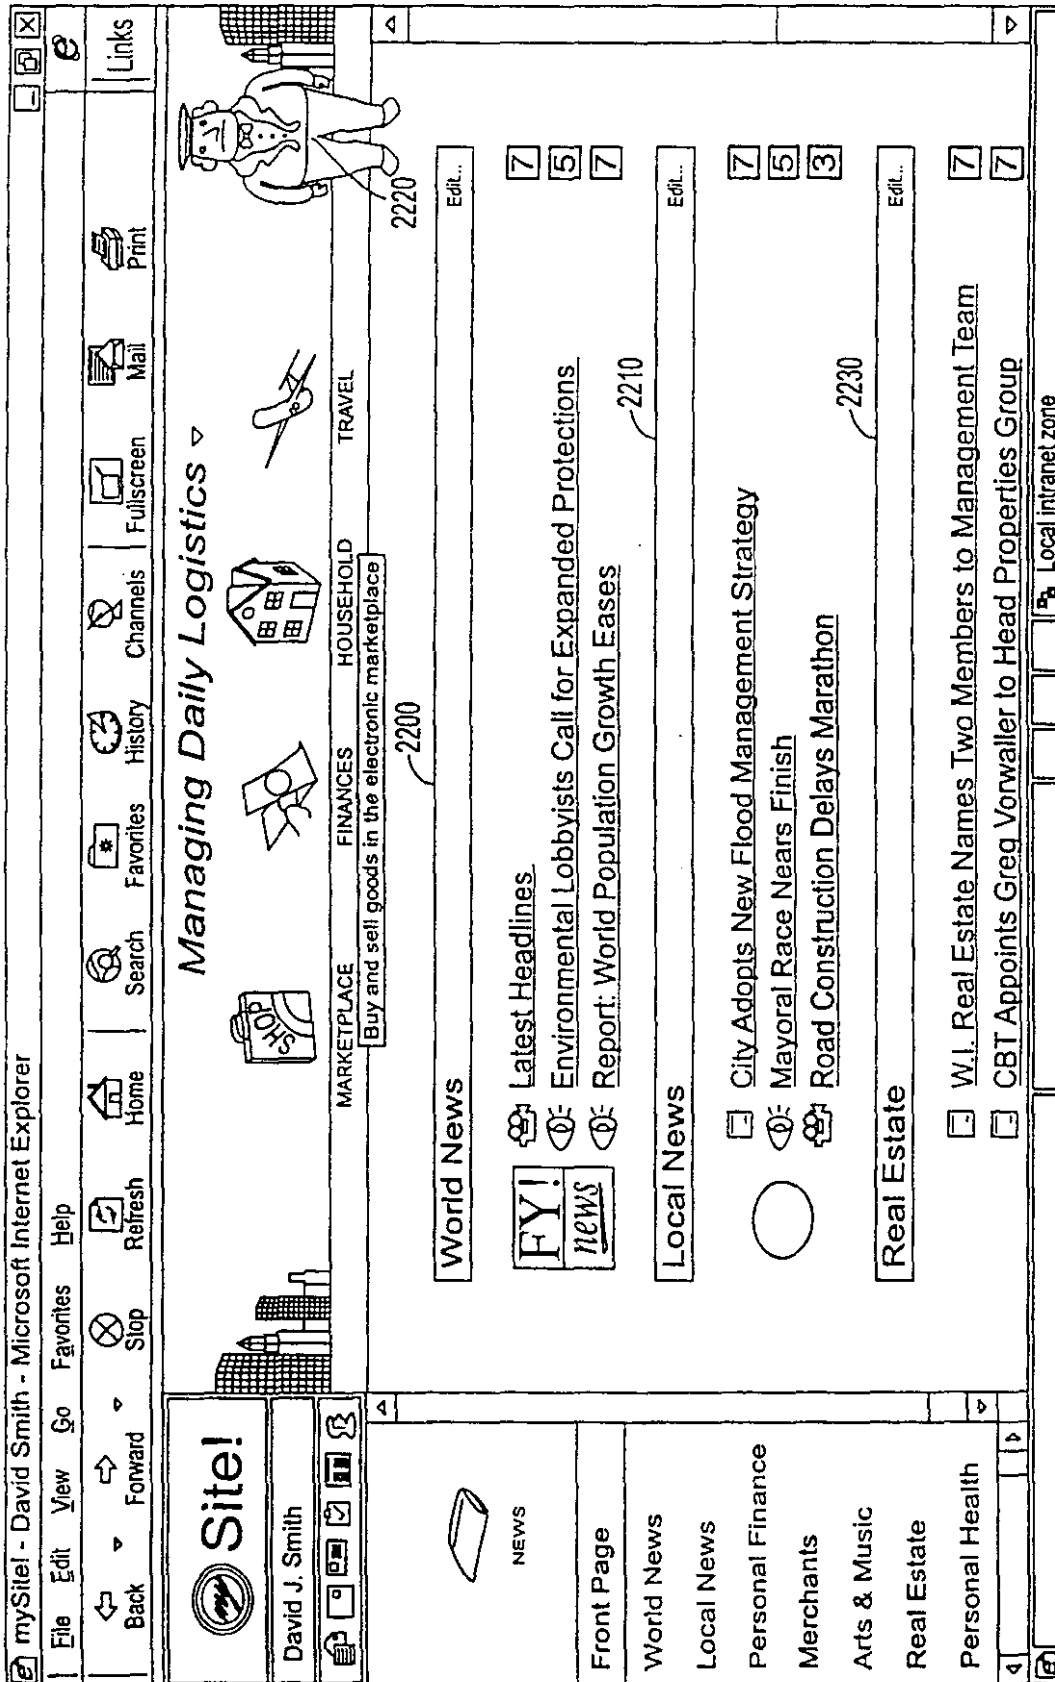 mySite! - David Smith - Microsoft Internet Explorer
File Edit View Go Favorites Help
Back Forward Stop Refresh Home Search Favorites History Channels Fullscreen Mail Print Links
my Site!
David J. Smith
Managing Daily Logistics
SHOP
MARKETPLACE FINANCES HOUSEHOLD TRAVEL
Buy and sell goods in the electronic marketplace
2220
NEWS
Front Page
World News
Local News
Personal Finance
Merchants
Arts & Music
Real Estate
Personal Health
2200
World News Edit...
FY!
news
Latest Headlines 7
Environmental Lobbyists Call for Expanded Protections 5
Report: World Population Growth Eases 7
2210
Local News Edit...
City Adopts New Flood Management Strategy 7
Mayoral Race Nears Finish 5
Road Construction Delays Marathon 3
2230
Real Estate Edit...
W.I. Real Estate Names Two Members to Management Team 7
CBT Appoints Greg Vorwaller to Head Properties Group 7
Local intranet zone